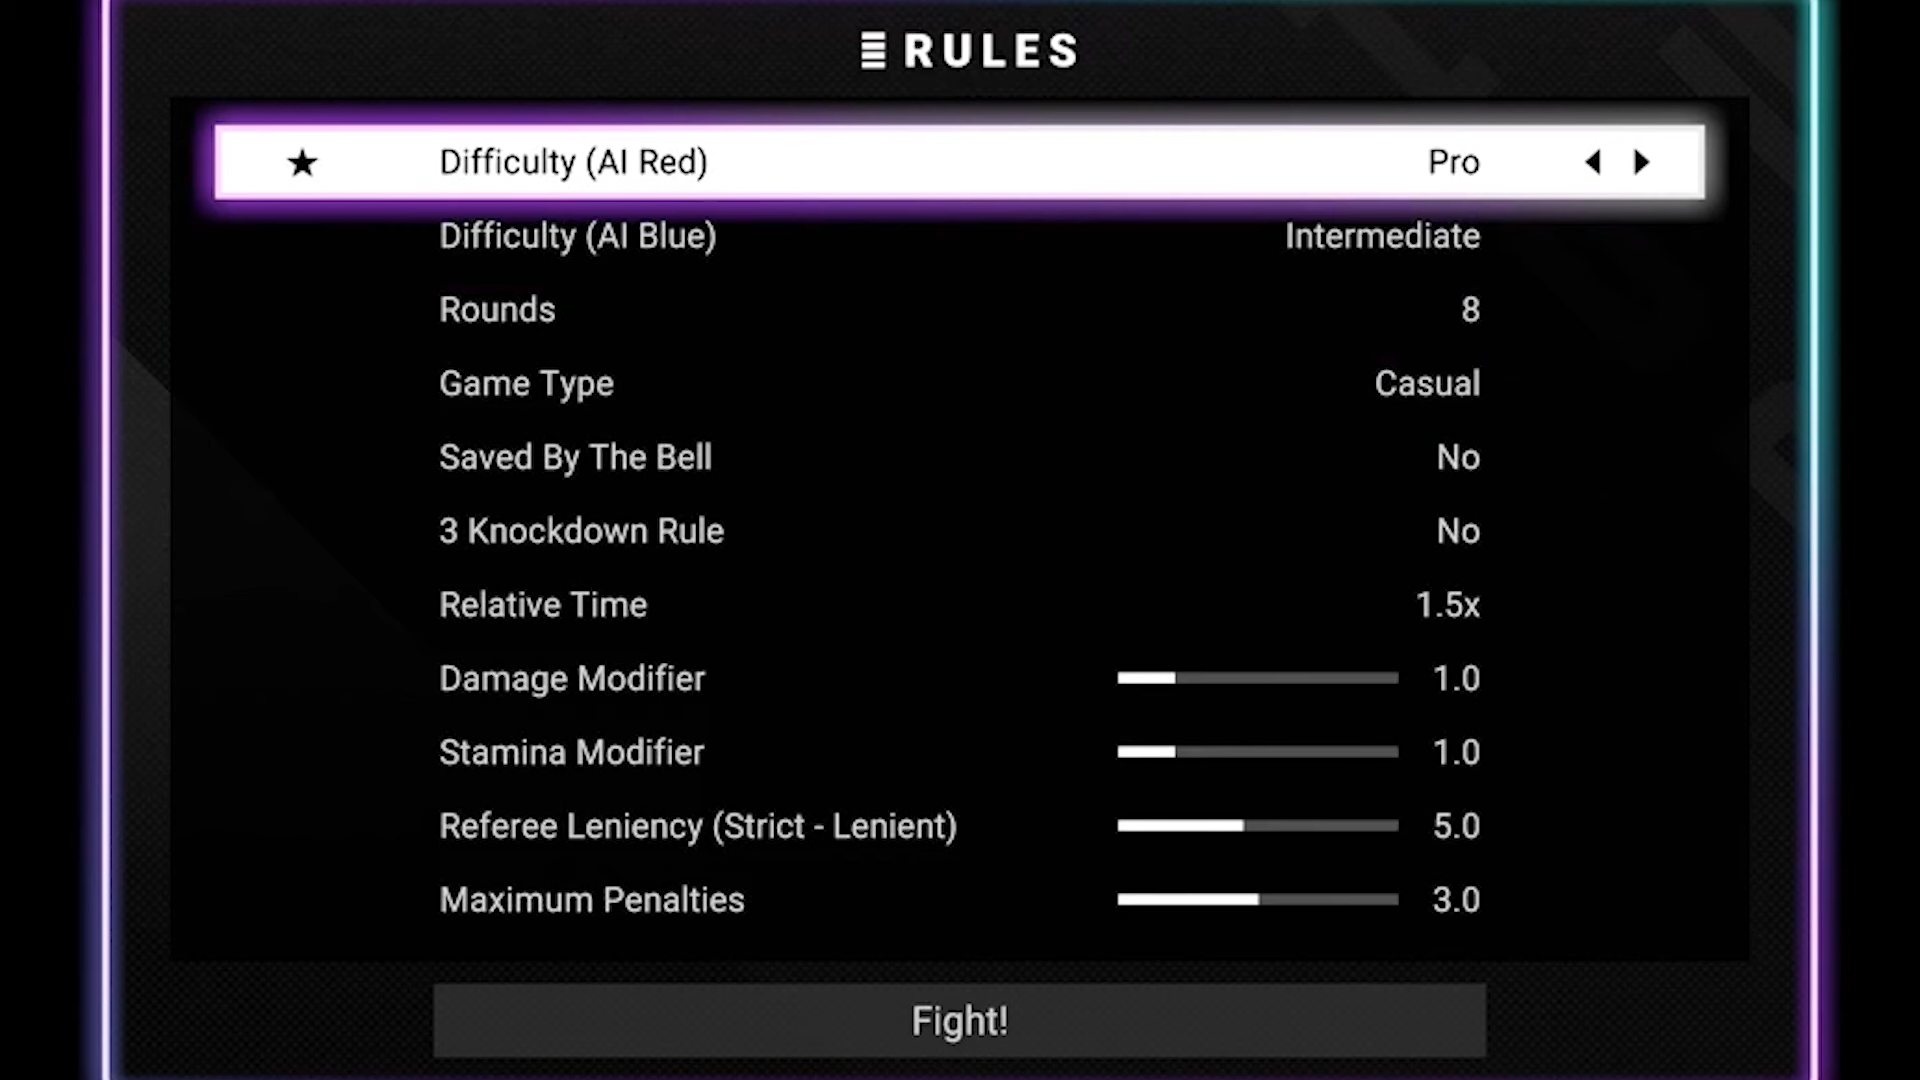 RULES
Difficulty (AI Red) Pro
Difficulty (AI Blue) Intermediate
Rounds 8
Game Type Casual
Saved By The Bell No
3 Knockdown Rule No
Relative Time 1.5x
Damage Modifier 1.0
Stamina Modifier 1.0
Referee Leniency (Strict - Lenient) 5.0
Maximum Penalties 3.0
Fight!